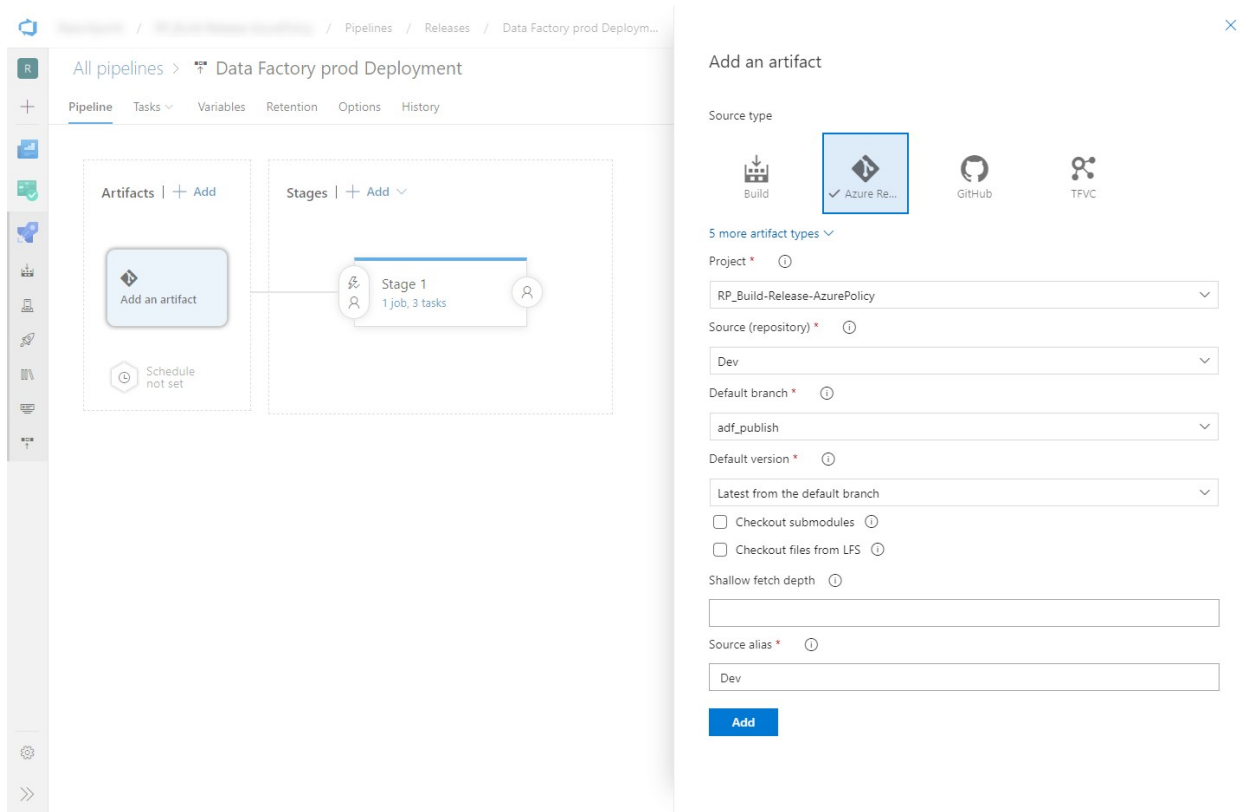 / / Pipelines / Releases / Data Factory prod Deploym...
R
All pipelines > Data Factory prod Deployment
Pipeline Tasks Variables Retention Options History
Artifacts | + Add
Stages | + Add
Add an artifact
Stage 1
1 job, 3 tasks
Schedule
not set
Add an artifact
Source type
Build
Azure Re...
GitHub
TFVC
5 more artifact types
Project *
RP_Build-Release-AzurePolicy
Source (repository) *
Dev
Default branch *
adf_publish
Default version *
Latest from the default branch
Checkout submodules
Checkout files from LFS
Shallow fetch depth
Source alias *
Dev
Add